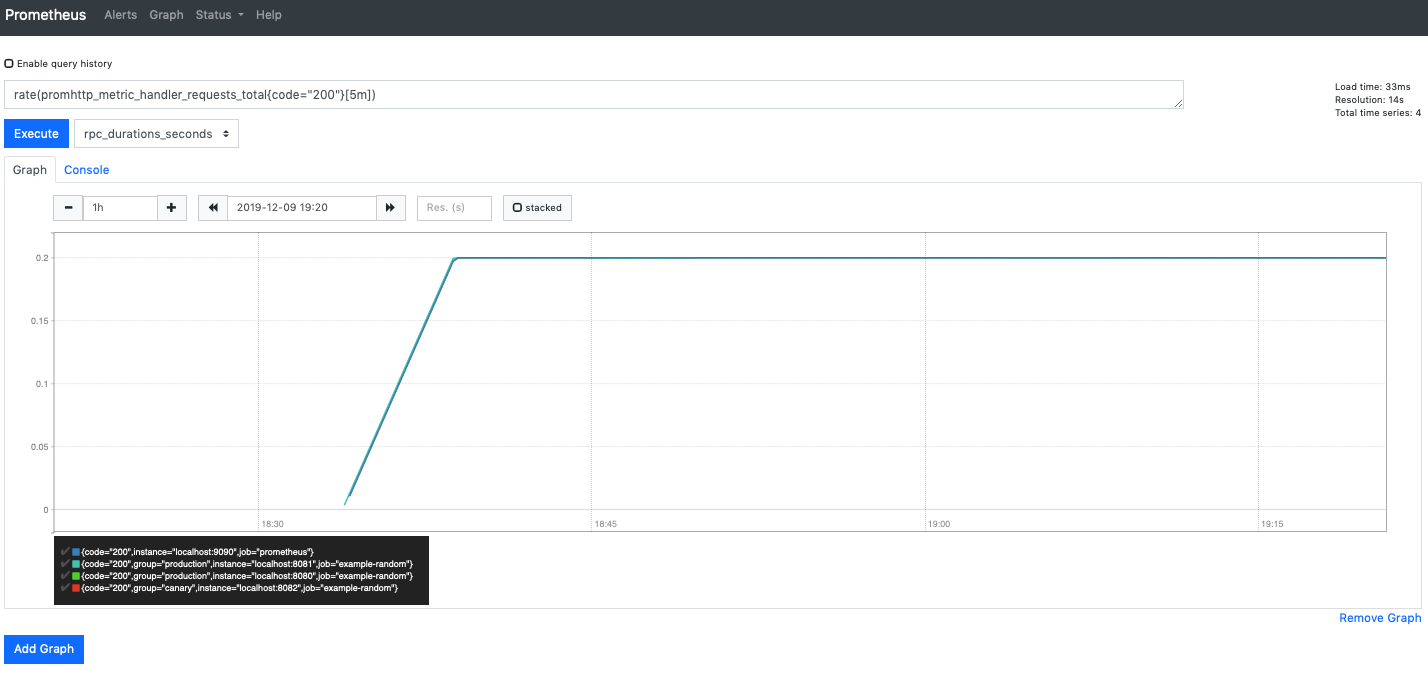 Prometheus Alerts Graph Status Help
Enable query history
rate(promhttp_metric_handler_requests_total{code="200"}[5m])
Load time: 33ms
Resolution: 14s
Total time series: 4
Execute rpc_durations_seconds
Graph Console
1h 2019-12-09 19:20 Res. (s) stacked
0.2
0.15
0.1
0.05
0
18:30 18:45 19:00 19:15
{code="200",instance="localhost:9090",job="prometheus"}
{code="200",group="production",instance="localhost:8081",job="example-random"}
{code="200",group="production",instance="localhost:8080",job="example-random"}
{code="200",group="canary",instance="localhost:8082",job="example-random"}
Remove Graph
Add Graph